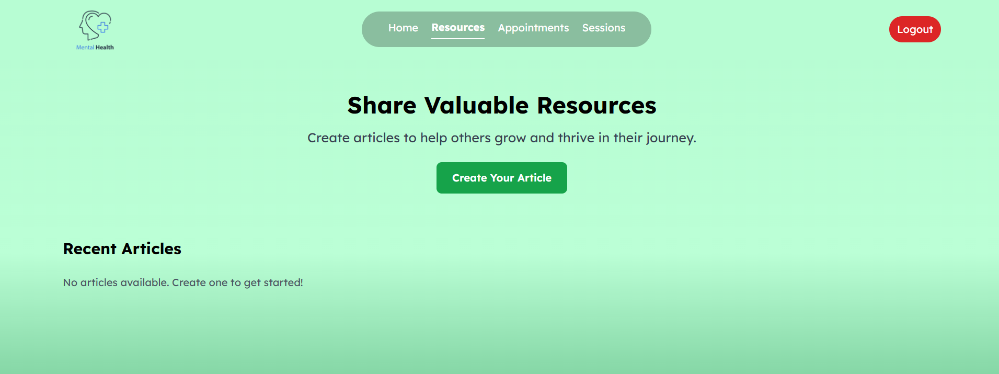 Mental Health
Home Resources Appointments Sessions
Logout
Share Valuable Resources
Create articles to help others grow and thrive in their journey.
Create Your Article
Recent Articles
No articles available. Create one to get started!